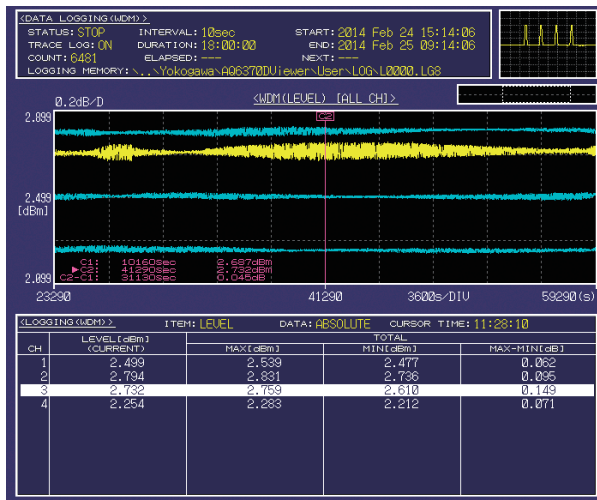 <DATA LOGGING(WDM)>
STATUS: STOP INTERVAL: 10sec START: 2014 Feb 24 15:14:06
TRACE LOG: ON DURATION: 18:00:00 END: 2014 Feb 25 09:14:06
COUNT: 6481 ELAPSED: NEXT:
LOGGING MEMORY: \..\Yokogawa\AQ6370DViewer\User\LOG\L0000.LG8
0.2dB/D <WDM(LEVEL) [ALL CH]>
C2
2.899
2.499
[dBm]
C1: 10160sec 2.687dBm
▶C2: 41290sec 2.732dBm
C2-C1: 31130sec 0.045dB
2.099
23290 41290 3600s/DIV 59290(s)
<LOGGING(WDM)> ITEM: LEVEL DATA: ABSOLUTE CURSOR TIME: 11:28:10
LEVEL[dBm] TOTAL
CH (CURRENT) MAX[dBm] MIN[dBm] MAX-MIN[dB]
1 2.499 2.539 2.477 0.062
2 2.794 2.831 2.736 0.095
3 2.732 2.759 2.610 0.149
4 2.254 2.283 2.212 0.071